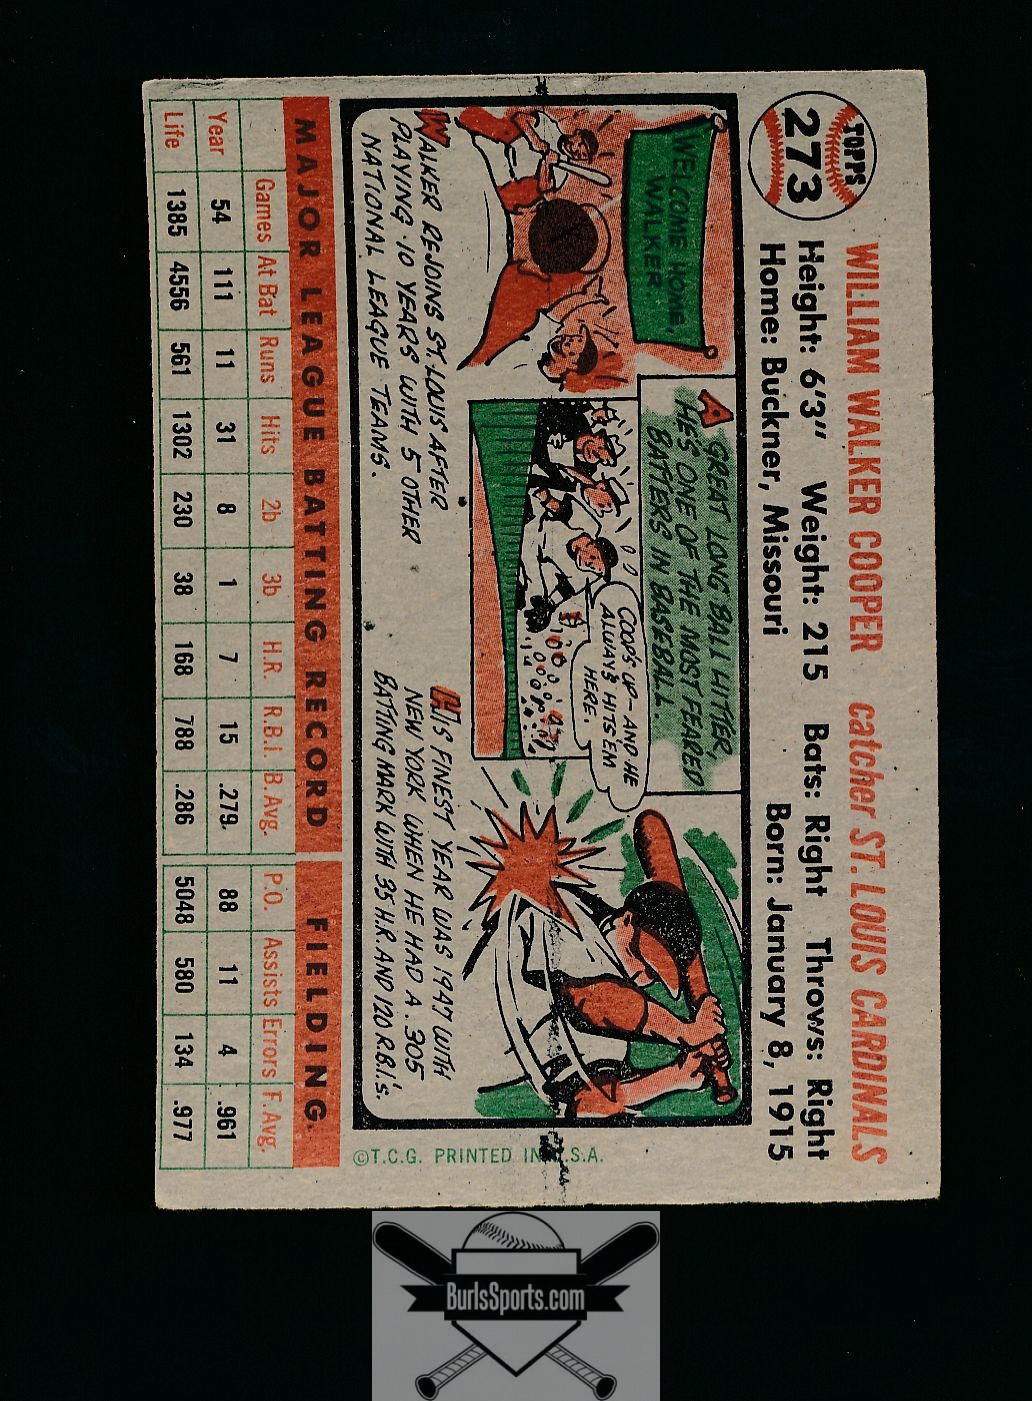 TOPPS
273
WILLIAM WALKER COOPER catcher ST. LOUIS CARDINALS
Height: 6'3" Weight: 215 Bats: Right Throws: Right
Home: Buckner, Missouri Born: January 8, 1915
WELCOME HOME,
WALKER.
WALKER REJOINS ST. LOUIS AFTER
PLAYING 10 YEARS WITH 5 OTHER
NATIONAL LEAGUE TEAMS.
A GREAT LONG BALL HITTER,
HE'S ONE OF THE MOST FEARED
BATTERS IN BASEBALL.
COOP'S UP - AND HE
ALWAYS HITS 'EM
HERE.
HIS FINEST YEAR WAS 1947 WITH
NEW YORK WHEN HE HAD A .305
BATTING MARK WITH 35 H.R. AND 120 R.B.I.'s.
MAJOR LEAGUE BATTING RECORD FIELDING
Games At Bat Runs Hits 2b 3b H.R. R.B.I. B.Avg. P.O. Assists Errors F.Avg.
Year 54 111 11 31 8 1 7 15 .279 88 11 4 .961
Life 1385 4556 561 1302 230 38 168 788 .286 5048 580 134 .977
©T.C.G. PRINTED IN U.S.A.
BurlsSports.com